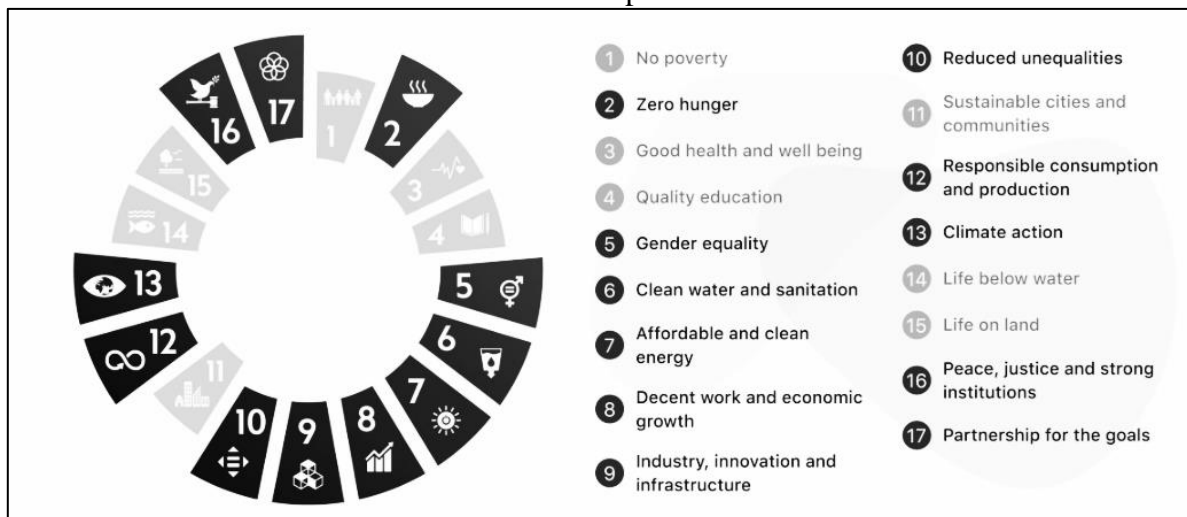 17
16
1
2
15
3
14
4
13
5
12
6
11
7
10
9
8
1 No poverty
2 Zero hunger
3 Good health and well being
4 Quality education
5 Gender equality
6 Clean water and sanitation
7 Affordable and clean
energy
8 Decent work and economic
growth
9 Industry, innovation and
infrastructure
10 Reduced unequalities
11 Sustainable cities and
communities
12 Responsible consumption
and production
13 Climate action
14 Life below water
15 Life on land
16 Peace, justice and strong
institutions
17 Partnership for the goals